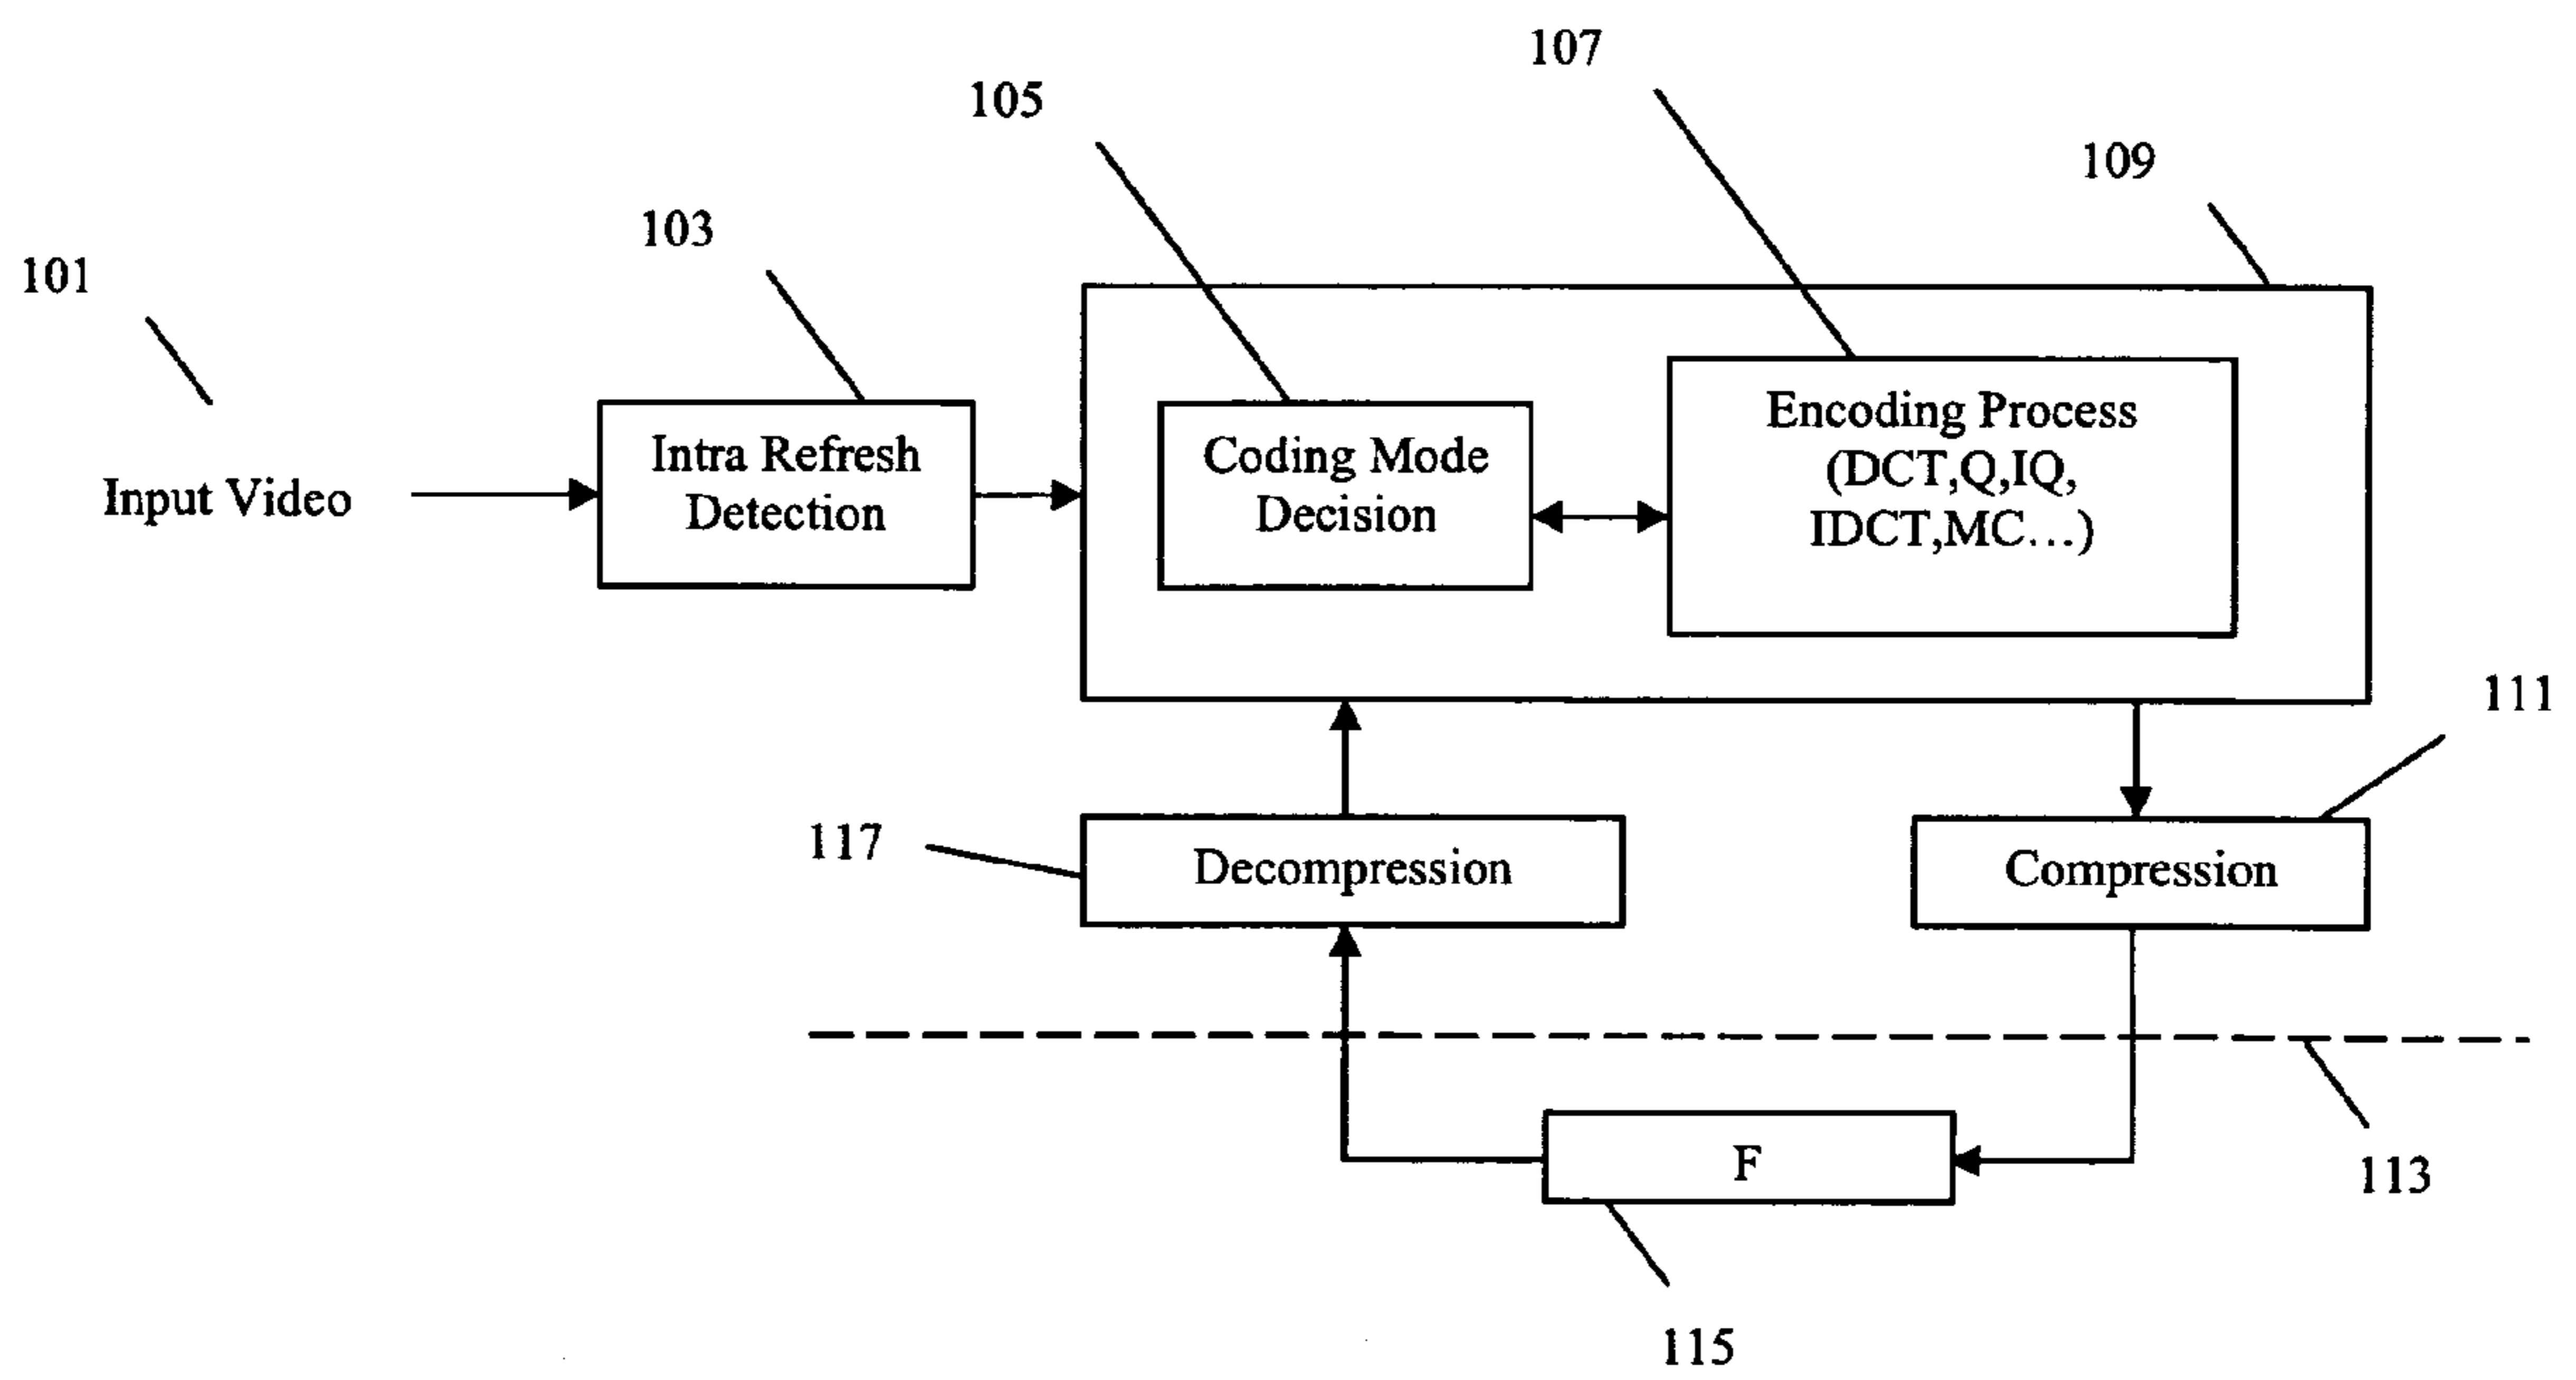 107
105
109
103
101
Encoding Process
(DCT,Q,IQ,
IDCT,MC...)
Coding Mode
Decision
Intra Refresh
Detection
Input Video
111
117
Decompression
Compression
F
113
115